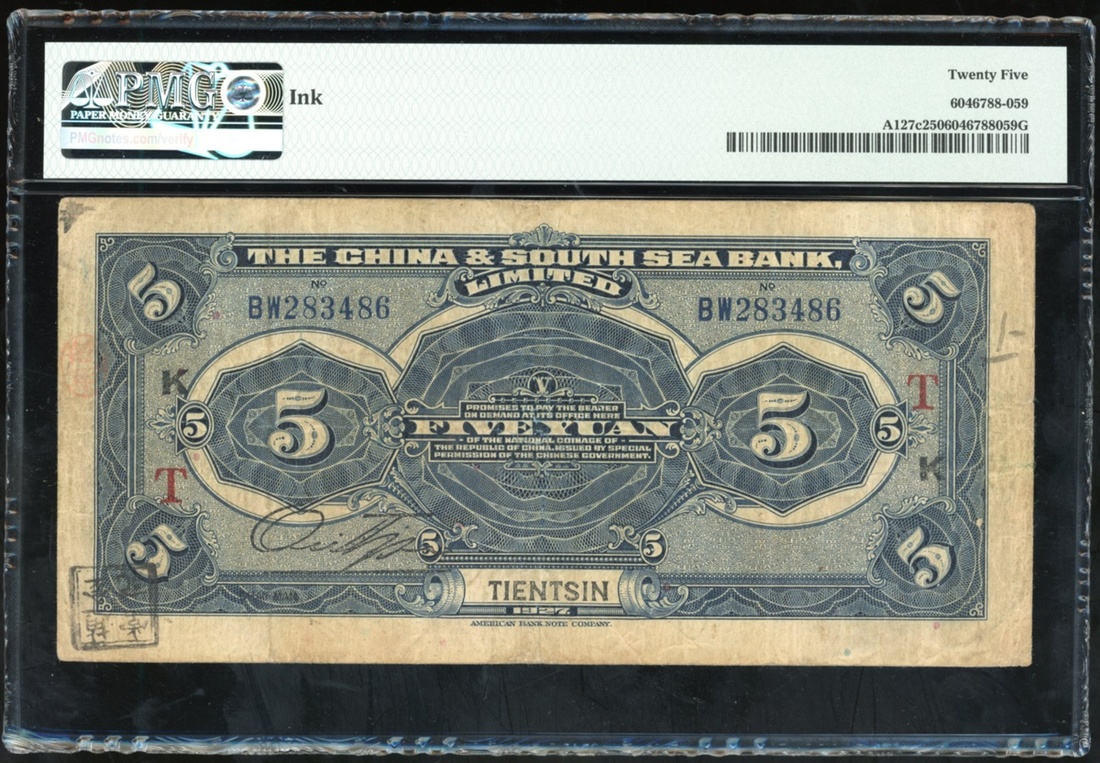 PMG
PAPER MONEY GUARANTY
PMGnotes.com/verify
Ink
Twenty Five
6046788-059
A127c2506046788059G
THE CHINA & SOUTH SEA BANK,
LIMITED
5
5
No
BW283486
No
BW283486
K
T
5
5
5
5
V
PROMISES TO PAY THE BEARER
ON DEMAND AT ITS OFFICE HERE
FIVE YUAN
OF THE NATIONAL COINAGE OF
THE REPUBLIC OF CHINA. ISSUED BY SPECIAL
PERMISSION OF THE CHINESE GOVERNMENT.
T
K
5
5
5
5
TIENTSIN
1927
AMERICAN BANK NOTE COMPANY.